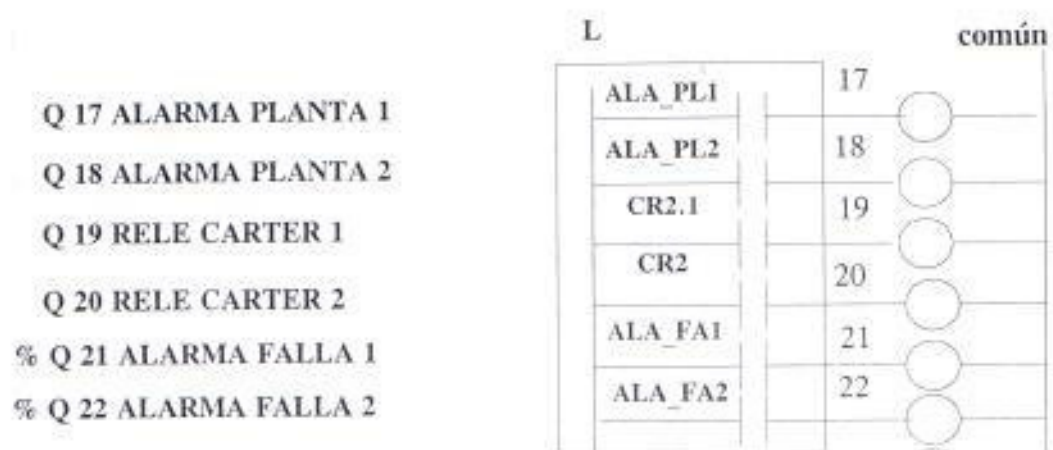 L común
Q 17 ALARMA PLANTA 1
Q 18 ALARMA PLANTA 2
Q 19 RELE CARTER 1
Q 20 RELE CARTER 2
% Q 21 ALARMA FALLA 1
% Q 22 ALARMA FALLA 2
ALA_PL1 17
ALA_PL2 18
CR2.1 19
CR2 20
ALA_FA1 21
ALA_FA2 22